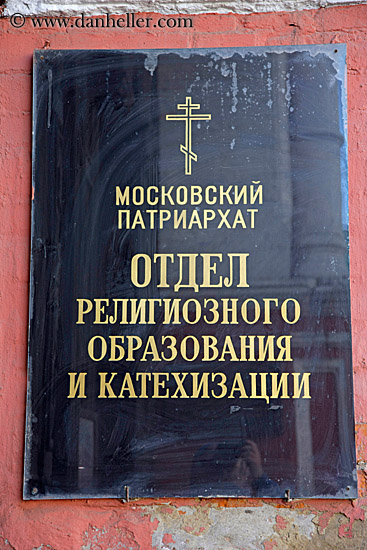 © www.danheller.com
МОСКОВСКИЙ
ПАТРИАРХАТ
ОТДЕЛ
РЕЛИГИОЗНОГО
ОБРАЗОВАНИЯ
И КАТЕХИЗАЦИИ